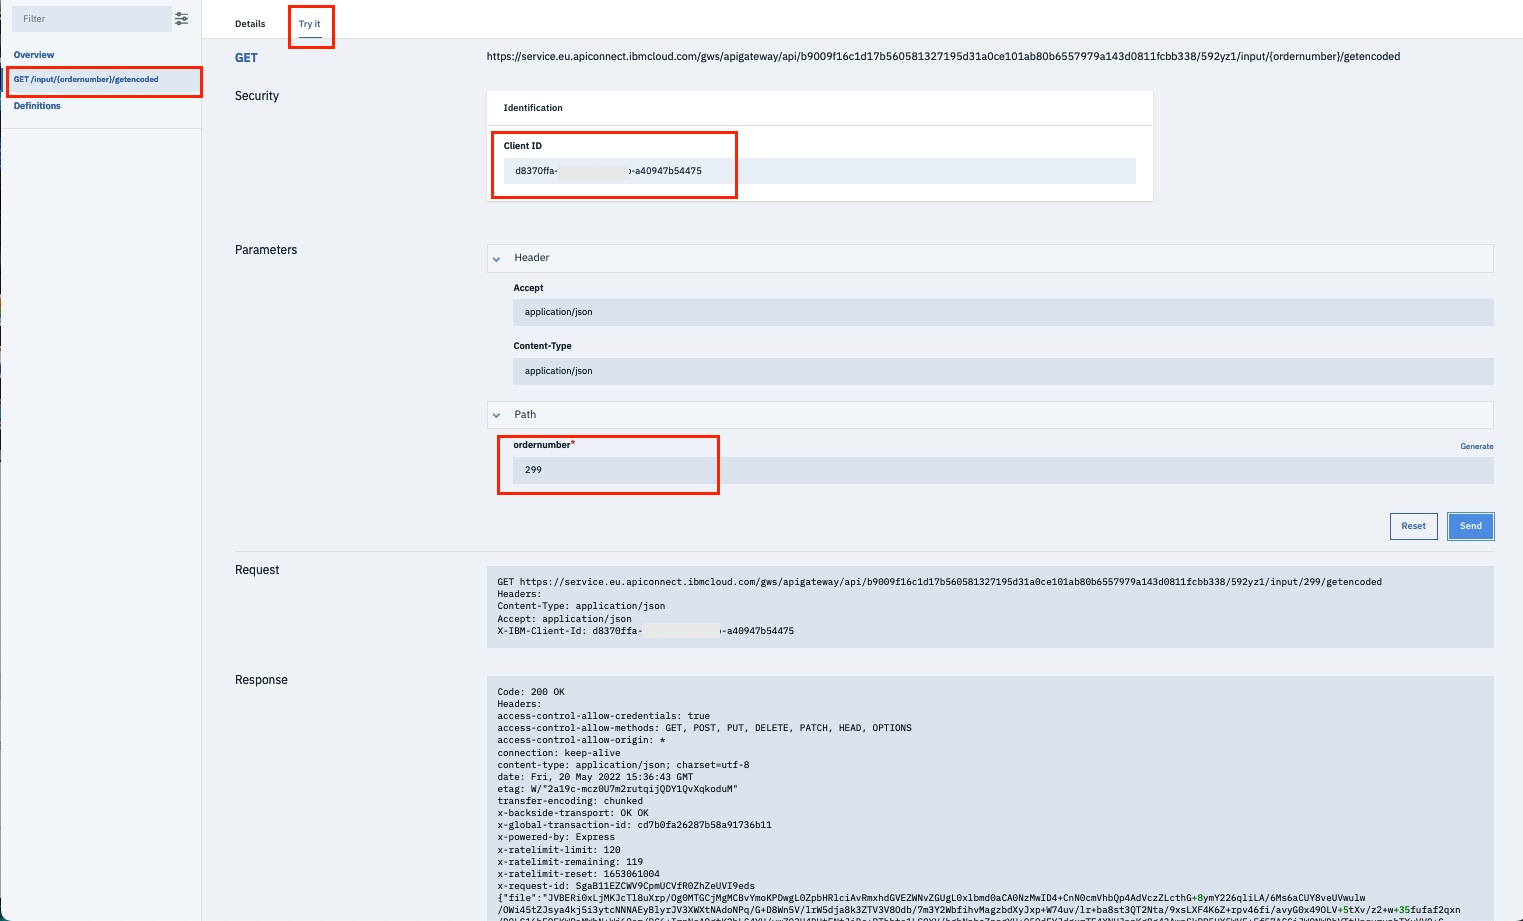 Filter
Overview
GET /input/{ordernumber}/getencoded
Definitions
Details
Try it
GET
https://service.eu.apiconnect.ibmcloud.com/gws/apigateway/api/b9009f16c1d17b560581327195d31a0ce101ab80b6557979a143d0811fcbb338/592yz1/input/{ordernumber}/getencoded
Security
Identification
Client ID
d8370ffa- -a40947b54475
Parameters
Header
Accept
application/json
Content-Type
application/json
Path
ordernumber*
Generate
299
Reset
Send
Request
GET https://service.eu.apiconnect.ibmcloud.com/gws/apigateway/api/b9009f16c1d17b560581327195d31a0ce101ab80b6557979a143d0811fcbb338/592yz1/input/299/getencoded
Headers:
Content-Type: application/json
Accept: application/json
X-IBM-Client-Id: d8370ffa- -a40947b54475
Response
Code: 200 OK
Headers:
access-control-allow-credentials: true
access-control-allow-methods: GET, POST, PUT, DELETE, PATCH, HEAD, OPTIONS
access-control-allow-origin: *
connection: keep-alive
content-type: application/json; charset=utf-8
date: Fri, 20 May 2022 15:36:43 GMT
etag: W/"2a19c-mcz0U7m2rutqijQDY1QvXqkoduM"
transfer-encoding: chunked
x-backside-transport: OK OK
x-global-transaction-id: cd7b0fa26287b58a91736b11
x-powered-by: Express
x-ratelimit-limit: 120
x-ratelimit-remaining: 119
x-ratelimit-reset: 1653061004
x-request-id: SgaB11EZCWV9CpmUCVfR0ZhZeUVI9eds
{"file":"JVBERi0xLjMKJcTl8uXrp/Og0MTGCjMgMCBvYmoKPDwgL0ZpbHRlciAvRmxhdGVEZWNvZGUgL0xlbmd0aCA0NzMwID4+CnN0cmVhbQp4AdVczZLcthG+8ymY226qliLA/6Ms6aCUY8veUVwulw
/OWi45tZJsya4kj5i3ytcNNNAEyBlyrJV3XWXtNAdoNPq/G+D8Wn5V/lrW5dja8k3ZTV3V8Odb/7m3Y2WbfihvMagzbdXyJxp+W74uv/lr+ba8st3QT2Nta/9xsLXF4K6Z+rpv46fi/avyG0x49OLV+5tXv/z2+w+35fufaf2qxn